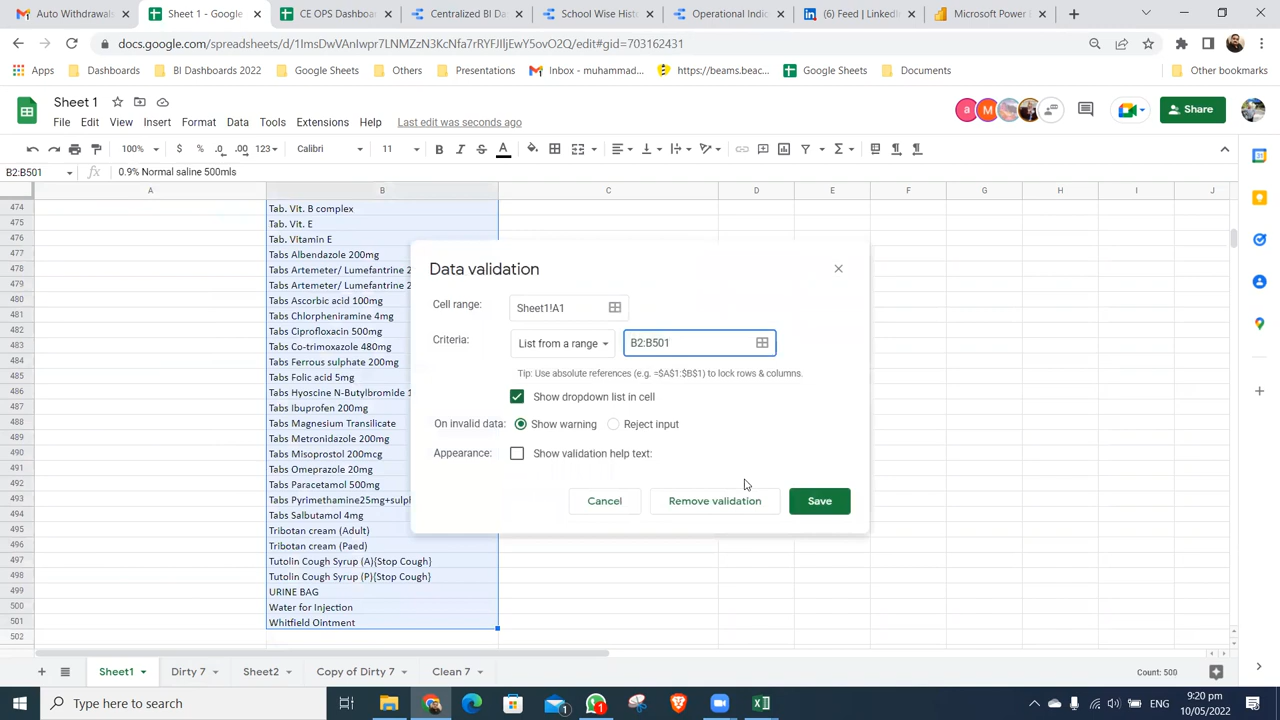 Auto Withdrawa
Sheet 1 - Google
CE OPS Dashboard
Centralized BI Da
School Wise Hist
Operational Indic
(6) Feed | LinkedI
Microsoft Power
docs.google.com/spreadsheets/d/1ImsDwVAnIwpr7LNMZzN3KcNfa7rRYFJIljEwY6yvO2Q/edit#gid=703162431
Apps
Dashboards
BI Dashboards 2022
Google Sheets
Others
Presentations
Inbox - muhammad...
https://beams.beac...
Google Sheets
Documents
Other bookmarks
Sheet 1
File Edit View Insert Format Data Tools Extensions Help Last edit was seconds ago
a M
Share
100% $ % .0 .00 123 Calibri 11 B I S A
B2:B501 fx 0.9% Normal saline 500mls
A B C D E F G H I J
474 Tab. Vit. B complex
475 Tab. Vit. E
476 Tab. Vitamin E
477 Tabs Albendazole 200mg
478 Tabs Artemeter/ Lumefantrine 2
479 Tabs Artemeter/ Lumefantrine 2
480 Tabs Ascorbic acid 100mg
481 Tabs Chlorpheniramine 4mg
482 Tabs Ciprofloxacin 500mg
483 Tabs Co-trimoxazole 480mg
484 Tabs Ferrous sulphate 200mg
485 Tabs Folic acid 5mg
486 Tabs Hyoscine N-Butylbromide 1
487 Tabs Ibuprofen 200mg
488 Tabs Magnesium Transilicate
489 Tabs Metronidazole 200mg
490 Tabs Misoprostol 200mcg
491 Tabs Omeprazole 20mg
492 Tabs Paracetamol 500mg
493 Tabs Pyrimethamine25mg+sulph
494 Tabs Salbutamol 4mg
495 Tribotan cream (Adult)
496 Tribotan cream (Paed)
497 Tutolin Cough Syrup (A){Stop Cough}
498 Tutolin Cough Syrup (P){Stop Cough}
499 URINE BAG
500 Water for Injection
501 Whitfield Ointment
502
Data validation
Cell range: Sheet1!A1
Criteria: List from a range B2:B501
Tip: Use absolute references (e.g. =$A$1:$B$1) to lock rows & columns.
Show dropdown list in cell
On invalid data: Show warning Reject input
Appearance: Show validation help text:
Cancel Remove validation Save
Sheet1 Dirty 7 Sheet2 Copy of Dirty 7 Clean 7 Count: 500
Type here to search
1
1
9:20 pm
10/05/2022